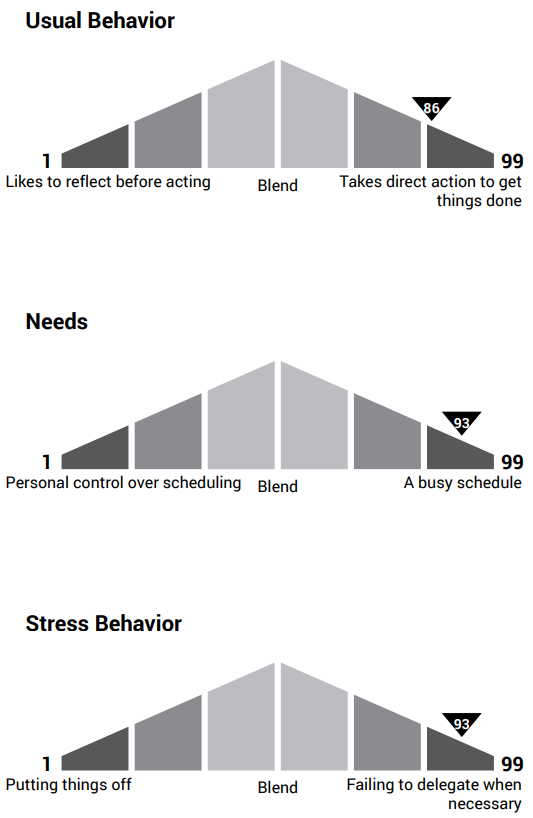 Usual Behavior
86
1
99
Likes to reflect before acting
Blend
Takes direct action to get
things done
Needs
93
1
99
Personal control over scheduling
Blend
A busy schedule
Stress Behavior
93
1
99
Putting things off
Blend
Failing to delegate when
necessary